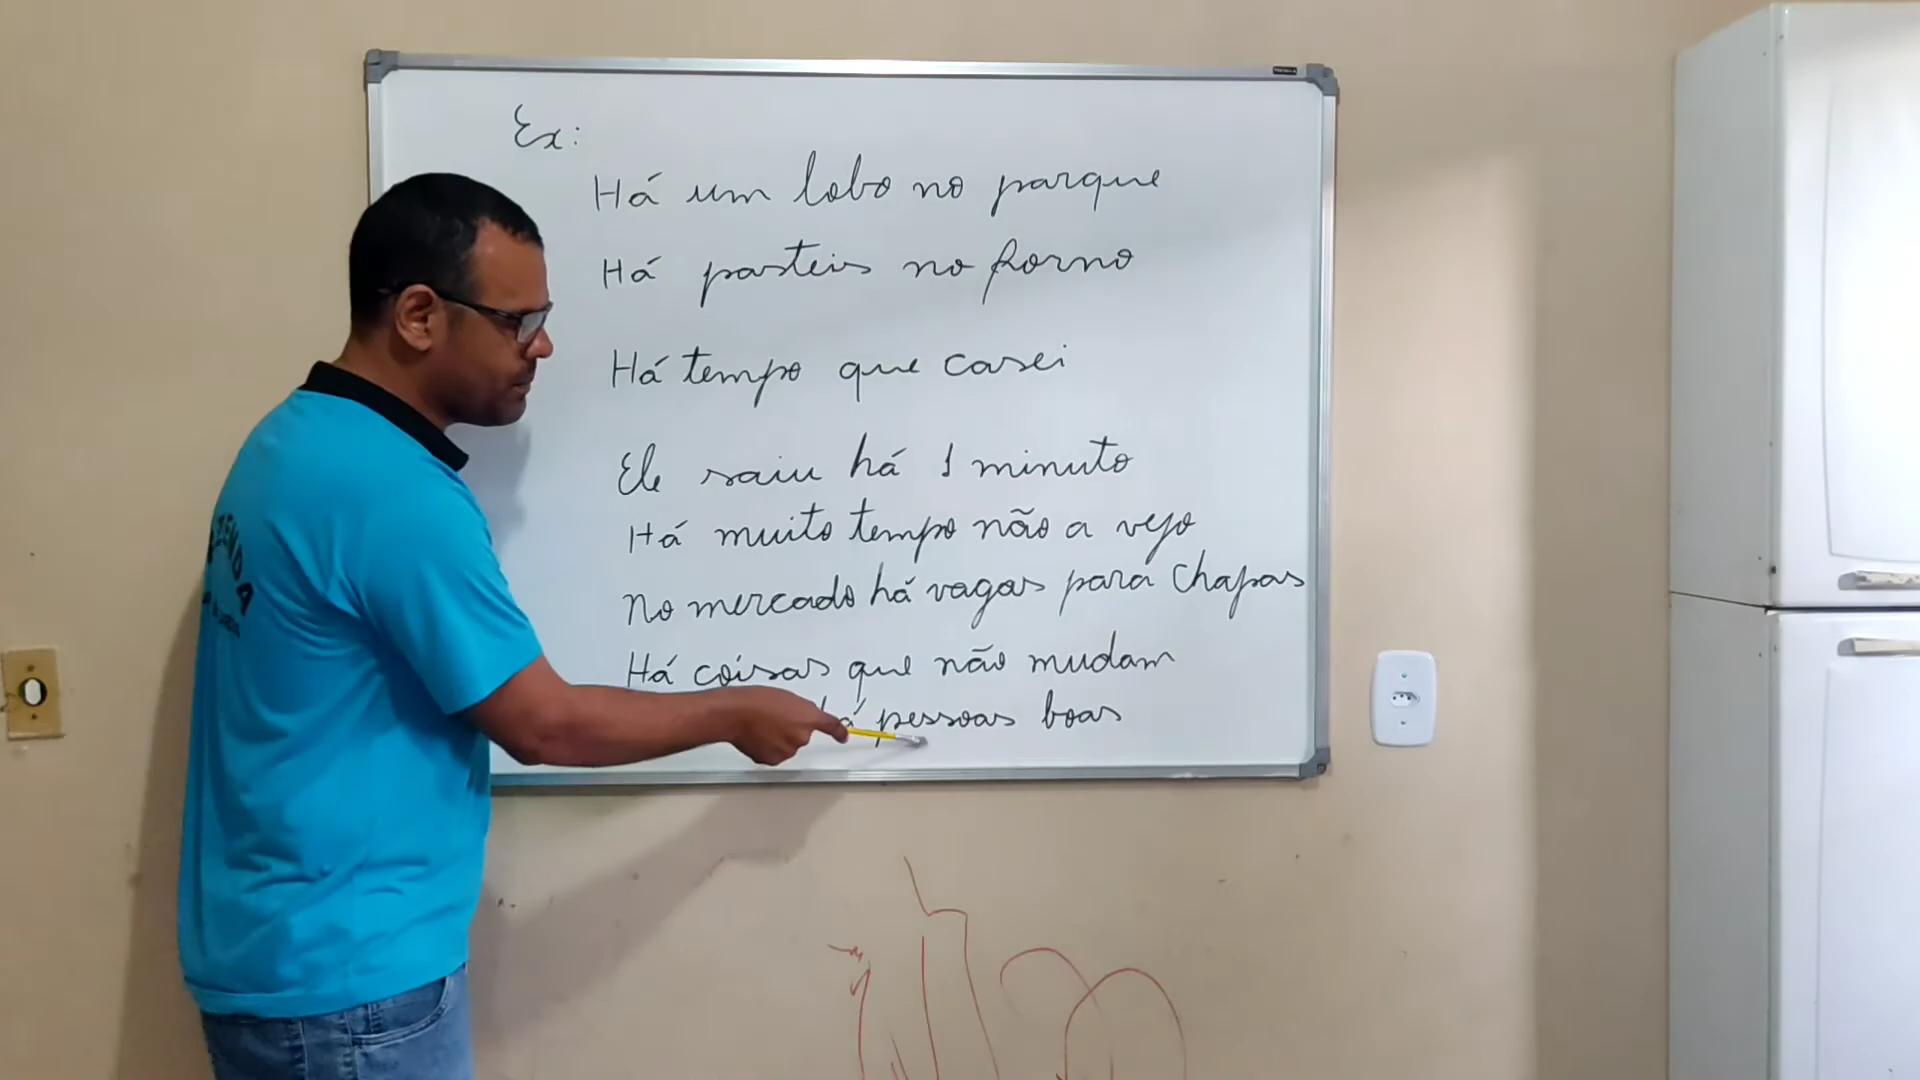 Ex:
Há um lobo no parque
Há pasteis no forno
Há tempo que casei
Ele saiu há 1 minuto
Há muito tempo não a vejo
No mercado há vagas para chapas
Há coisas que não mudam
há pessoas boas